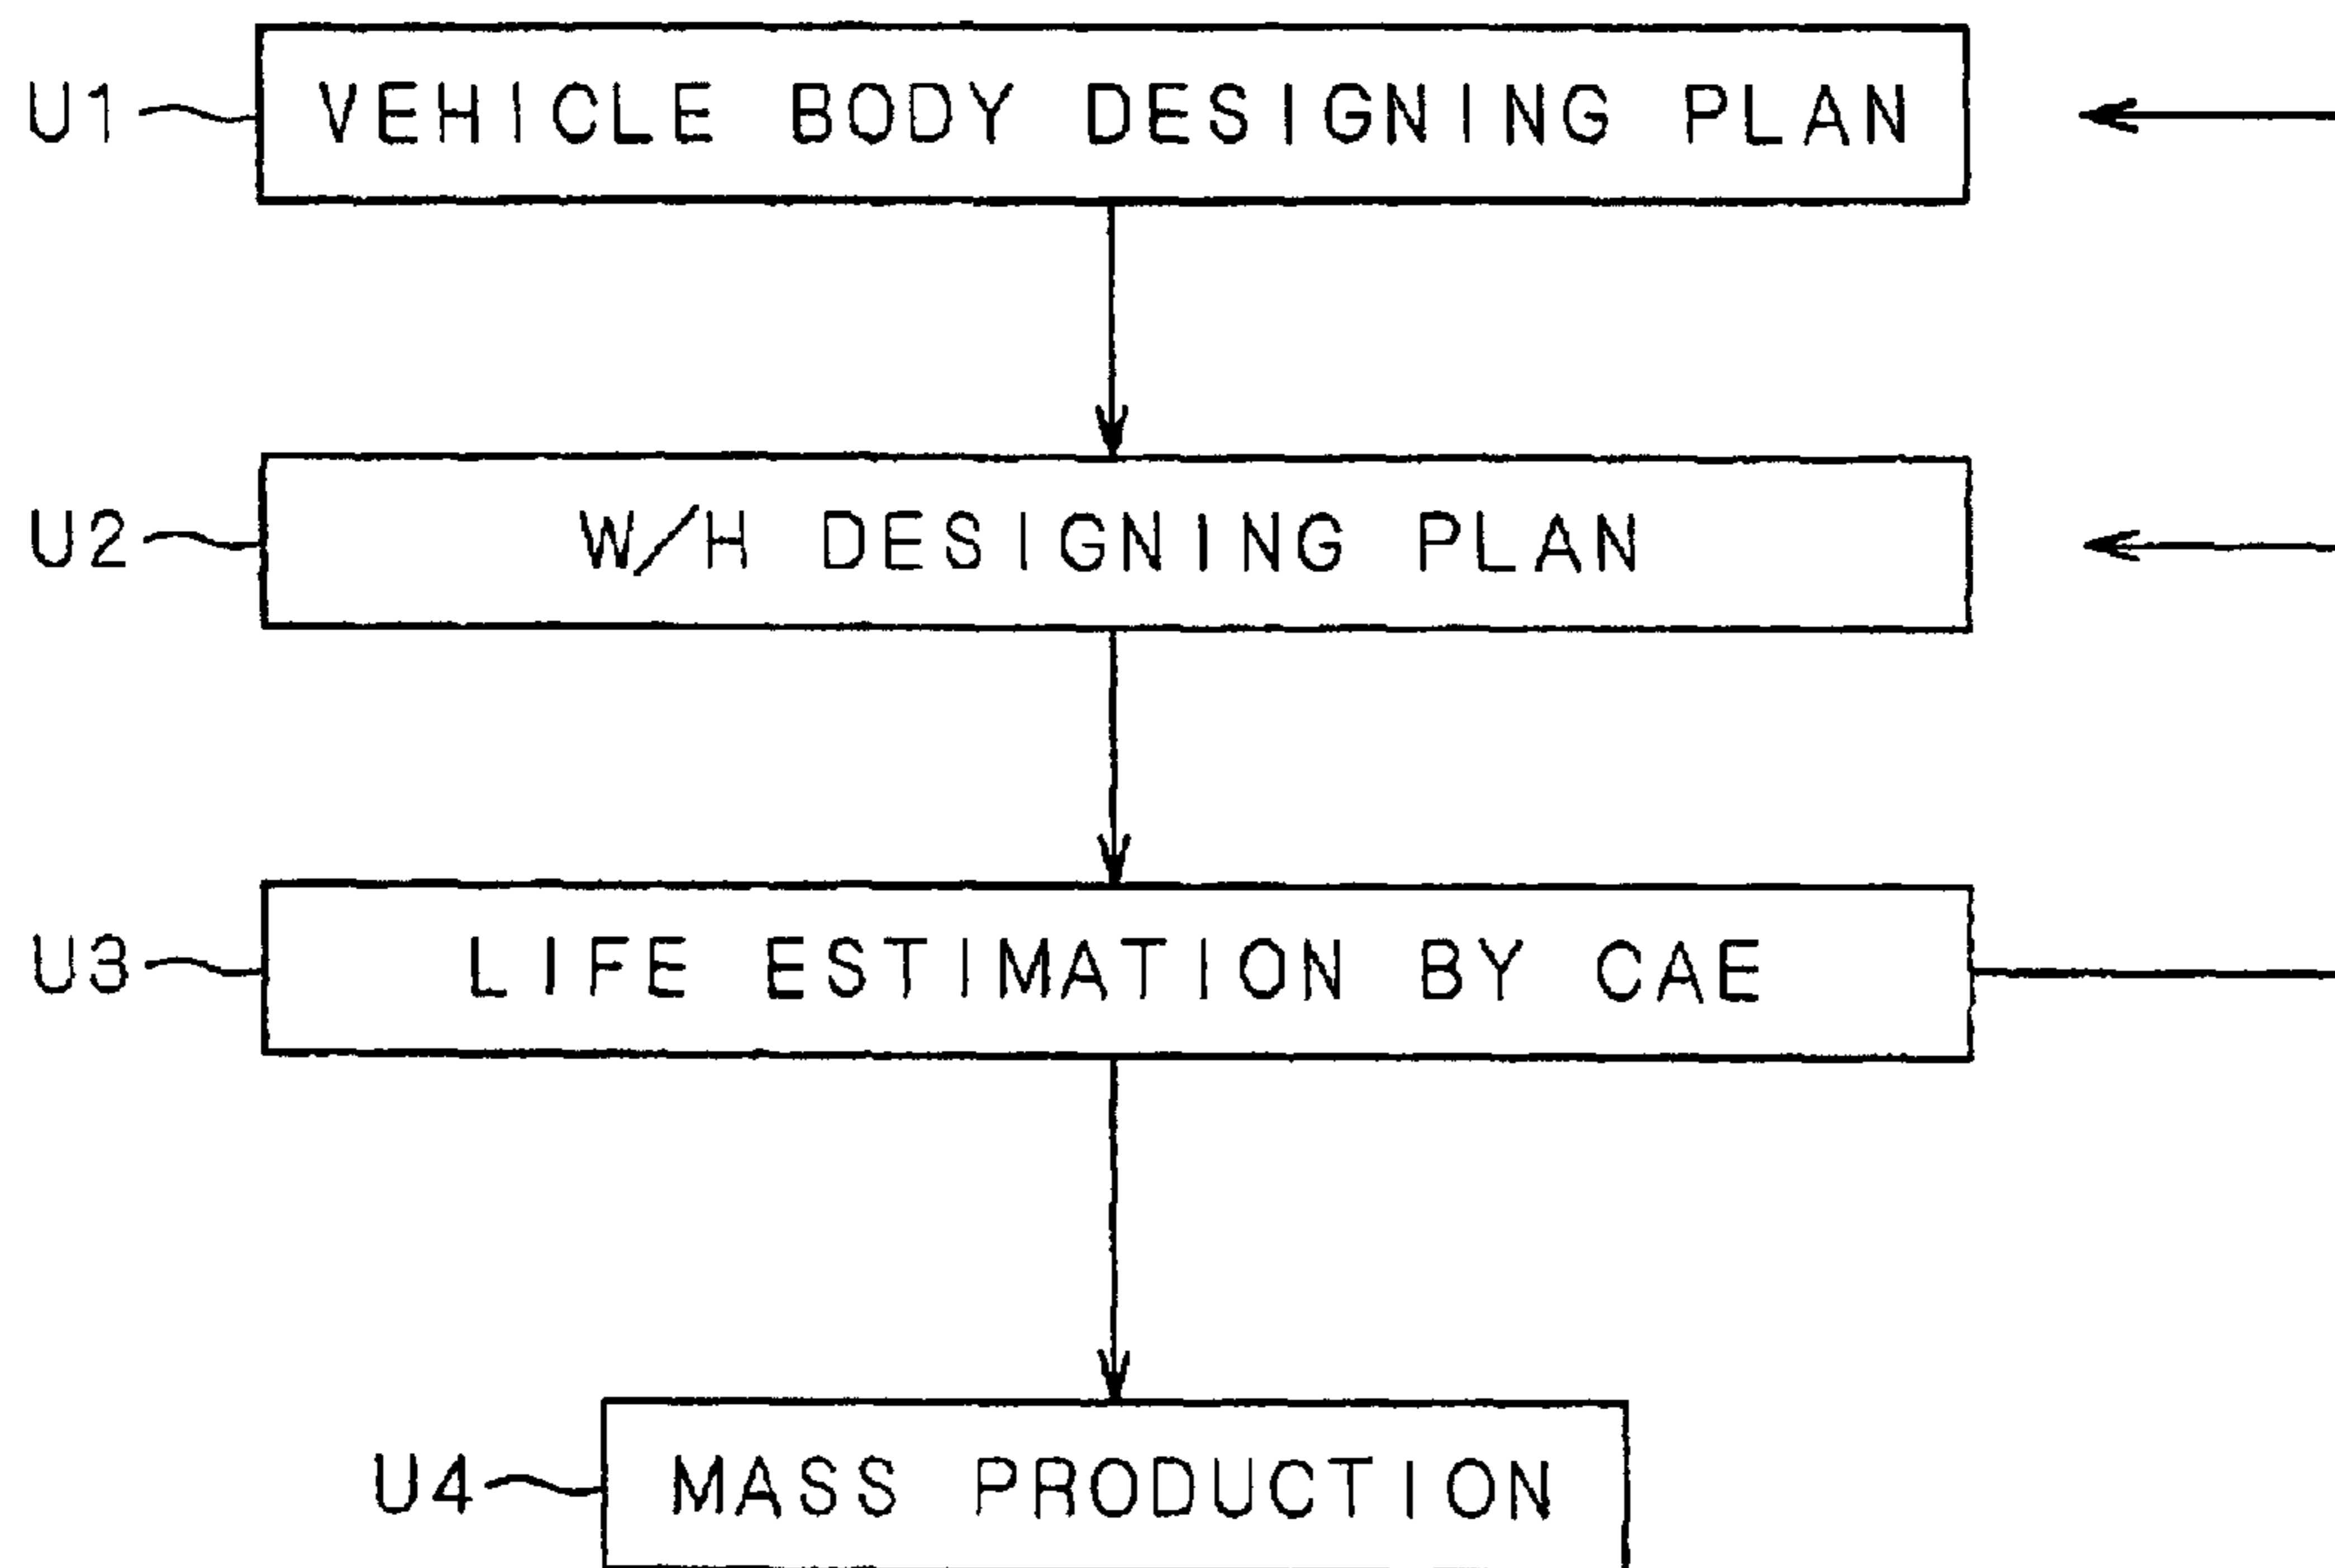 U1 VEHICLE BODY DESIGNING PLAN
U2 W/H DESIGNING PLAN
U3 LIFE ESTIMATION BY CAE
U4 MASS PRODUCTION